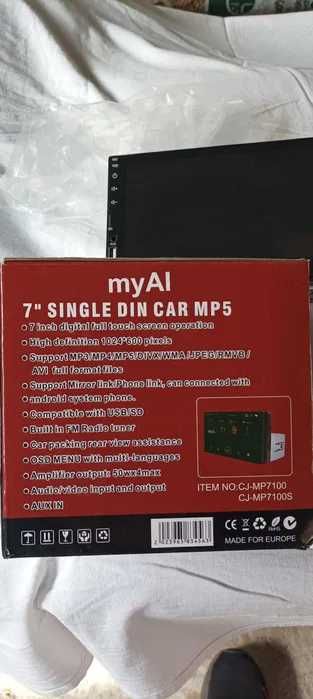 myAl
7" SINGLE DIN CAR MP5
• 7 inch digital full touch screen operation
• High definition 1024*600 pixels
• Support MP3/MP4/MP5/DIVX/WMA/JPEG/RMVB/
AVI full format files
• Support Mirror link/Phone link, can connected with
• android system phone.
• Compatible with USB/SD
• Built in FM Radio tuner
• Car packing rear view assistance
• OSD MENU with multi-languages
• Amplifier output: 50wx4max
• Audio/video input and output
• AUX IN
ITEM NO:CJ-MP7100
CJ-MP7100S
CE
RoHS
MADE FOR EUROPE